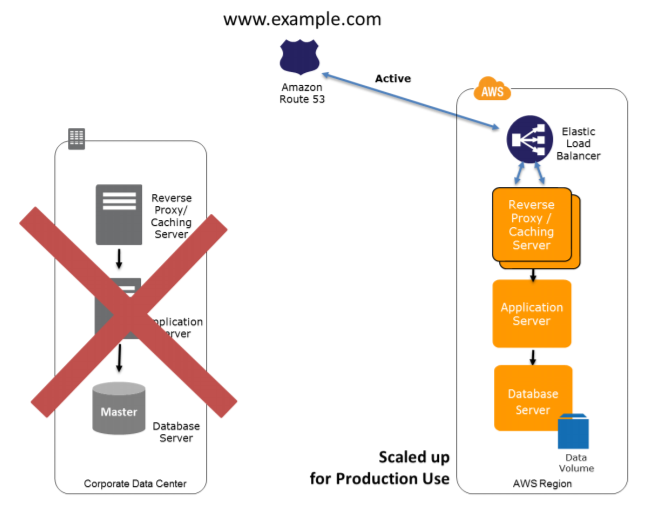 www.example.com
Amazon
Route 53
Active
AWS
Elastic
Load
Balancer
Reverse
Proxy/
Caching
Server
pplication
rver
Master
Database
Server
Corporate Data Center
Reverse
Proxy /
Caching
Server
Application
Server
Database
Server
Data
Volume
AWS Region
Scaled up
for Production Use